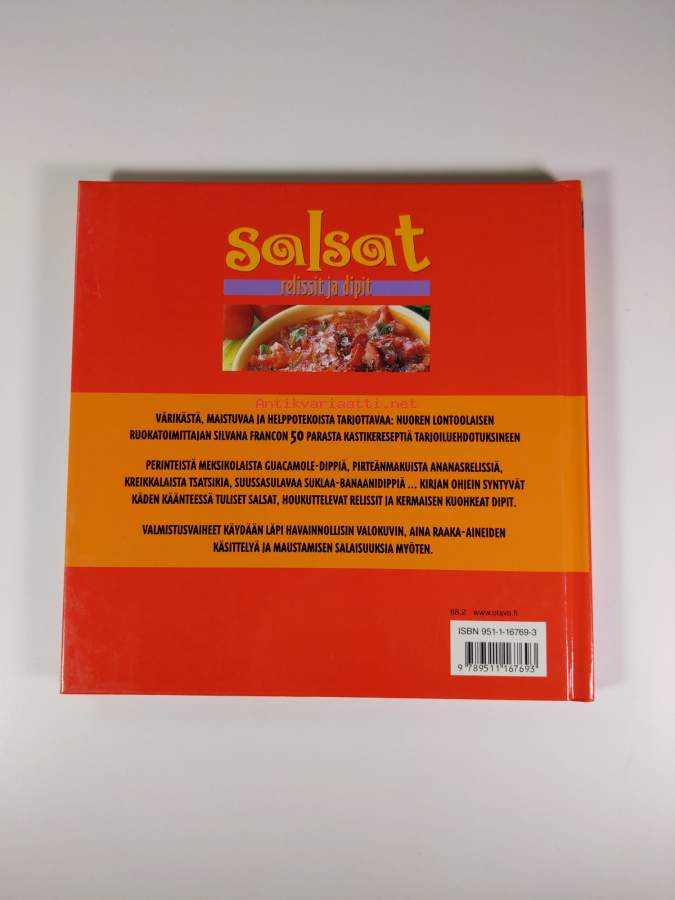 salsat
relissit ja dipit
Antikvariaatti.net
VÄRIKÄSTÄ, MAISTUVAA JA HELPPOTEKOISTA TARJOTTAVAA: NUOREN LONTOOLAISEN
RUOKATOIMITTAJAN SILVANA FRANCON 50 PARASTA KASTIKERESEPTIÄ TARJOILUEHDOTUKSINEEN
PERINTEISTÄ MEKSIKOLAISTA GUACAMOLE-DIPPIÄ, PIRTEÄNMAKUISTA ANANASRELISSIÄ,
KREIKKALAISTA TSATSIKIA, SUUSSASULAVAA SUKLAA-BANAANIDIPPIÄ ... KIRJAN OHJEIN SYNTYVÄT
KÄDEN KÄÄNTEESSÄ TULISET SALSAT, HOUKUTTELEVAT RELISSIT JA KERMAISEN KUOHKEAT DIPIT.
VALMISTUSVAIHEET KÄYDÄÄN LÄPI HAVAINNOLLISIN VALOKUVIN, AINA RAAKA-AINEIDEN
KÄSITTELYÄ JA MAUSTAMISEN SALAISUUKSIA MYÖTEN.
68.2 www.otava.fi
ISBN 951-1-16769-3
9 789511 167693